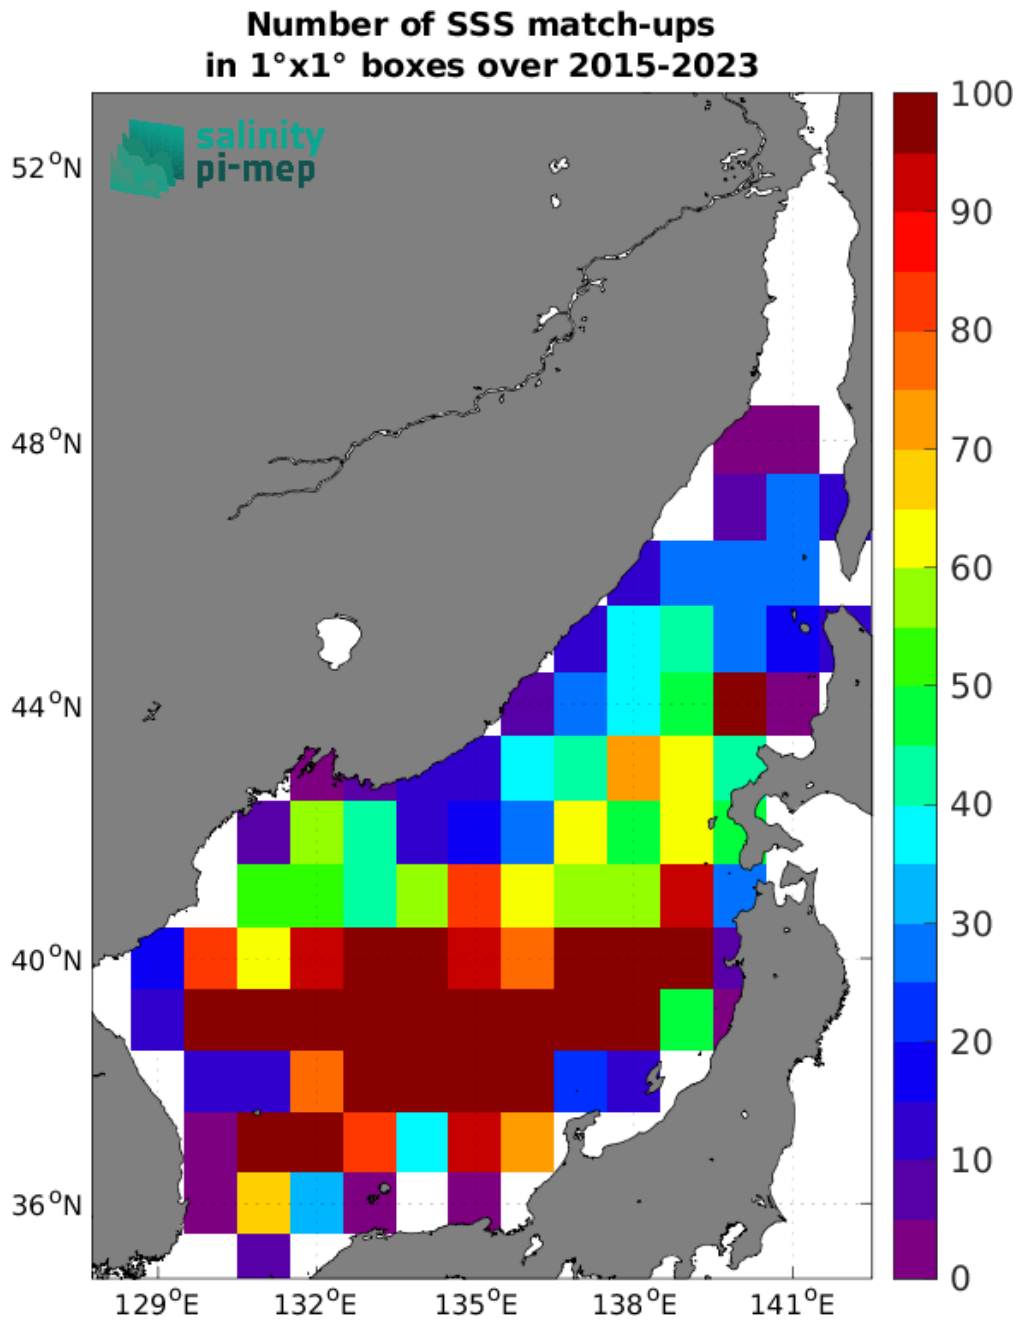 Number of SSS match-ups
in 1°x1° boxes over 2015-2023
salinity
pi-mep
52°N
48°N
44°N
40°N
36°N
129°E
132°E
135°E
138°E
141°E
100
90
80
70
60
50
40
30
20
10
0